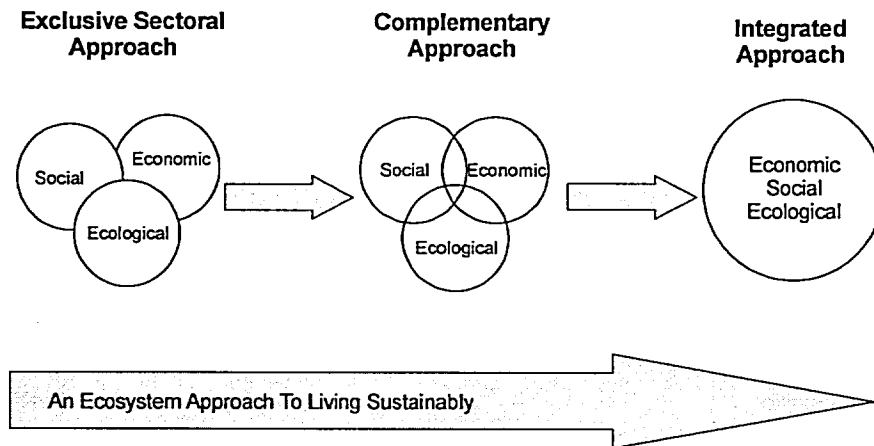 Exclusive Sectoral
Approach
Complementary
Approach
Integrated
Approach
Social
Economic
Ecological
Social
Economic
Ecological
Economic
Social
Ecological
An Ecosystem Approach To Living Sustainably